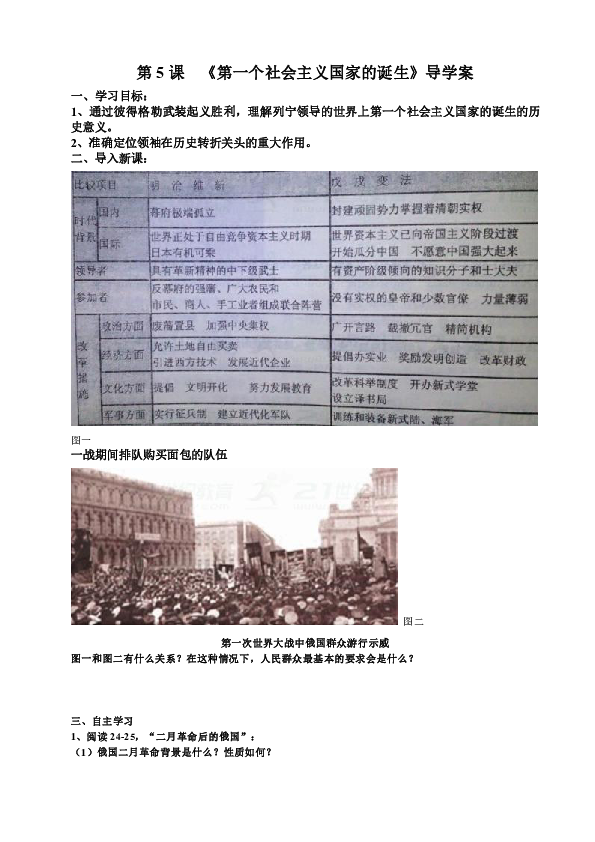 第 5 课　《第一个社会主义国家的诞生》导学案
一、学习目标：
1、通过彼得格勒武装起义胜利，理解列宁领导的世界上第一个社会主义国家的诞生的历
史意义。
2、准确定位领袖在历史转折关头的重大作用。
二、导入新课：
比较项目　明 治 维 新　戊 戌 变 法
时代背景　国内　幕府极端孤立　封建顽固势力掌握着清朝实权
国际　世界正处于自由竞争资本主义时期　世界资本主义已向帝国主义阶段过渡
日本有机可乘　开始瓜分中国　不愿意中国强大起来
领导者　具有革新精神的中下级武士　有资产阶级倾向的知识分子和士大夫
参加者　反幕府的强藩、广大农民和　没有实权的皇帝和少数官僚　力量薄弱
市民、商人、手工业者组成联合阵营
改革措施　政治方面　废藩置县　加强中央集权　广开言路　裁撤冗官　精简机构
经济方面　允许土地自由买卖　提倡办实业　奖励发明创造　改革财政
引进西方技术　发展近代企业
文化方面　提倡　文明开化　努力发展教育　改革科举制度　开办新式学堂
设立译书局
军事方面　实行征兵制　建立近代化军队　训练和装备新式陆、海军
图一
一战期间排队购买面包的队伍
图二
第一次世界大战中俄国群众游行示威
图一和图二有什么关系？在这种情况下，人民群众最基本的要求会是什么？
三、自主学习
1、阅读 24-25，“二月革命后的俄国”：
（1）俄国二月革命背景是什么？性质如何？